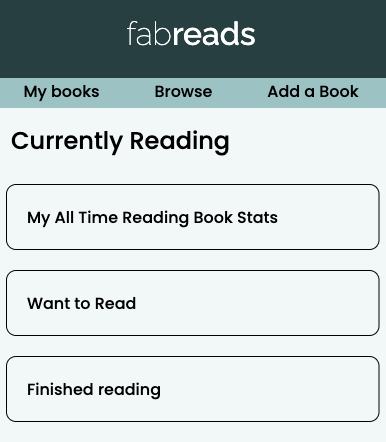 fabreads
My books Browse Add a Book
Currently Reading
My All Time Reading Book Stats
Want to Read
Finished reading